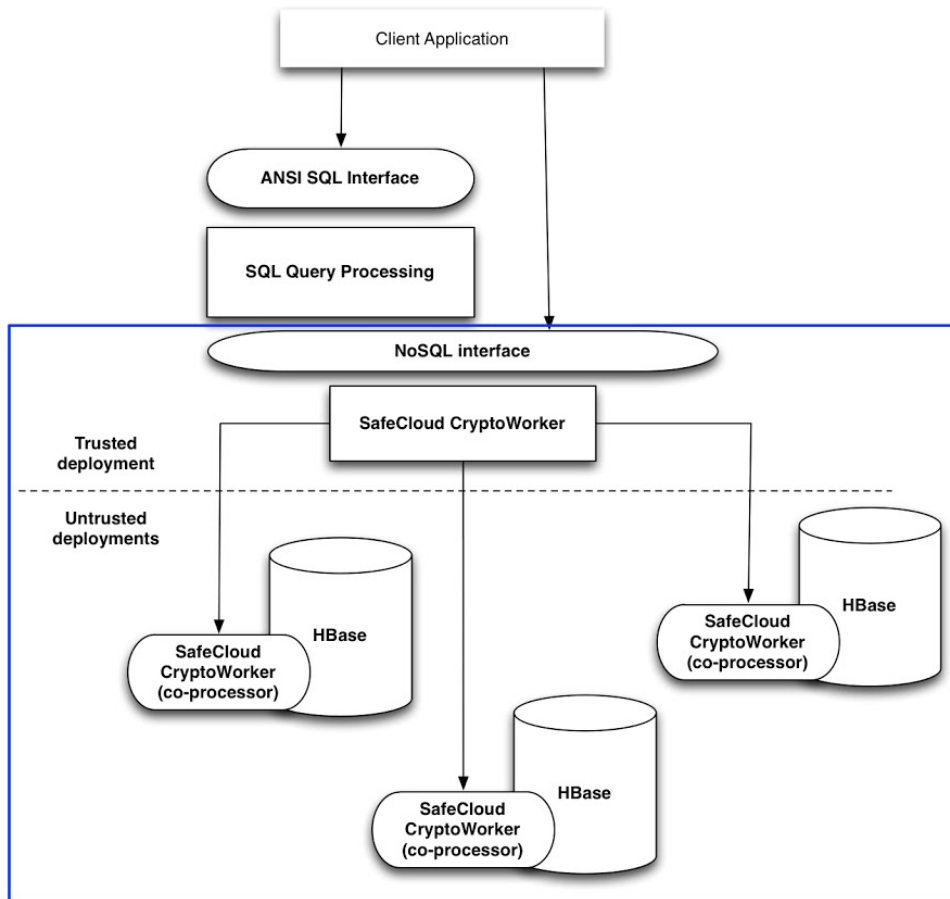 Client Application
ANSI SQL Interface
SQL Query Processing
NoSQL interface
SafeCloud CryptoWorker
Trusted
deployment
Untrusted
deployments
HBase
SafeCloud
CryptoWorker
(co-processor)
HBase
SafeCloud
CryptoWorker
(co-processor)
HBase
SafeCloud
CryptoWorker
(co-processor)